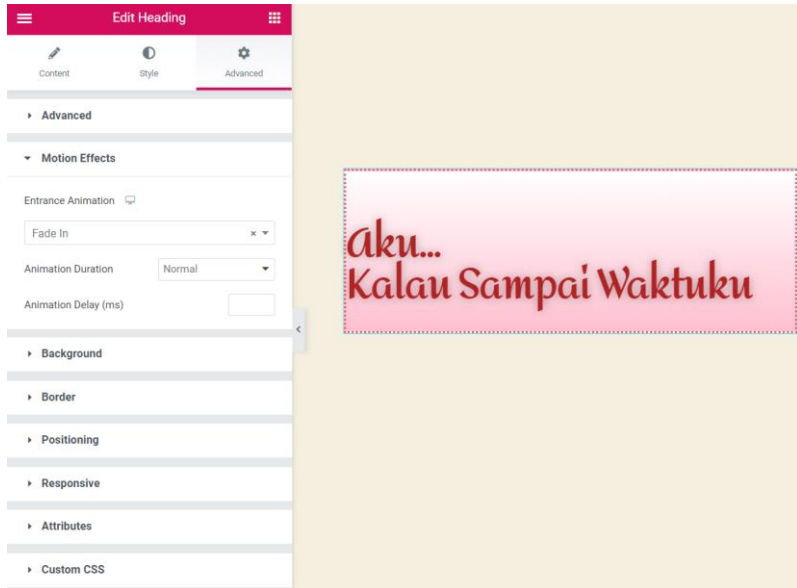 Edit Heading
Content
Style
Advanced
Advanced
Motion Effects
Entrance Animation
Fade In
Animation Duration
Normal
Animation Delay (ms)
Background
Border
Positioning
Responsive
Attributes
Custom CSS
Aku...
Kalau Sampai Waktuku